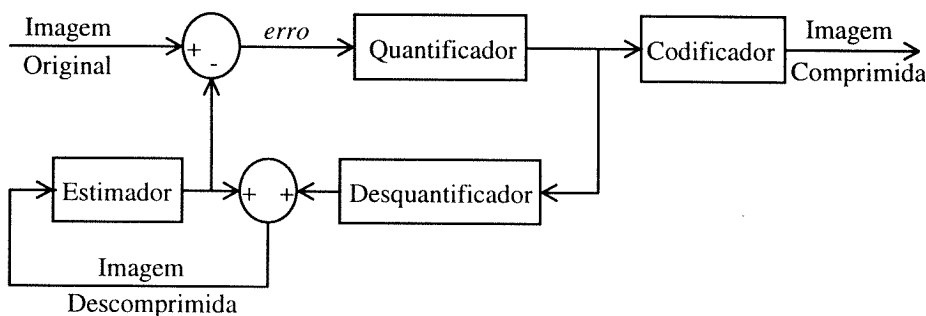 Imagem
Original
+
-
erro
Quantificador
Codificador
Imagem
Comprimida
Estimador
+ +
Desquantificador
Imagem
Descomprimida